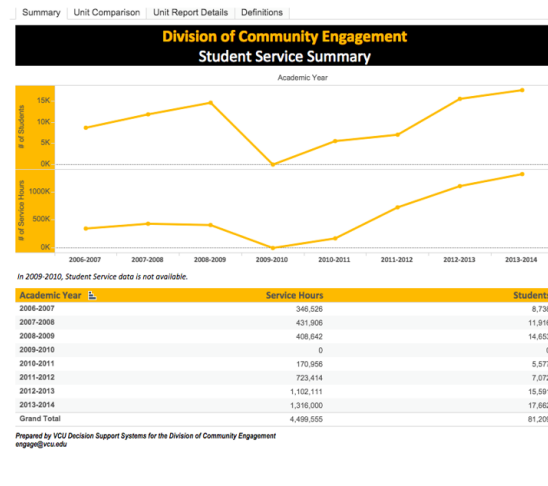 Summary Unit Comparison Unit Report Details Definitions
Division of Community Engagement
Student Service Summary
Academic Year
# of Students
15K
10K
5K
0K
# of Service Hours
1000K
500K
0K
2006-2007 2007-2008 2008-2009 2009-2010 2010-2011 2011-2012 2012-2013 2013-2014
In 2009-2010, Student Service data is not available.
Academic Year Service Hours Students
2006-2007 346,526
2007-2008 431,906
2008-2009 408,642
2009-2010 0
2010-2011 170,956
2011-2012 723,414
2012-2013 1,102,111
2013-2014 1,316,000
Grand Total 4,499,555
Prepared by VCU Decision Support Systems for the Division of Community Engagement
engage@vcu.edu